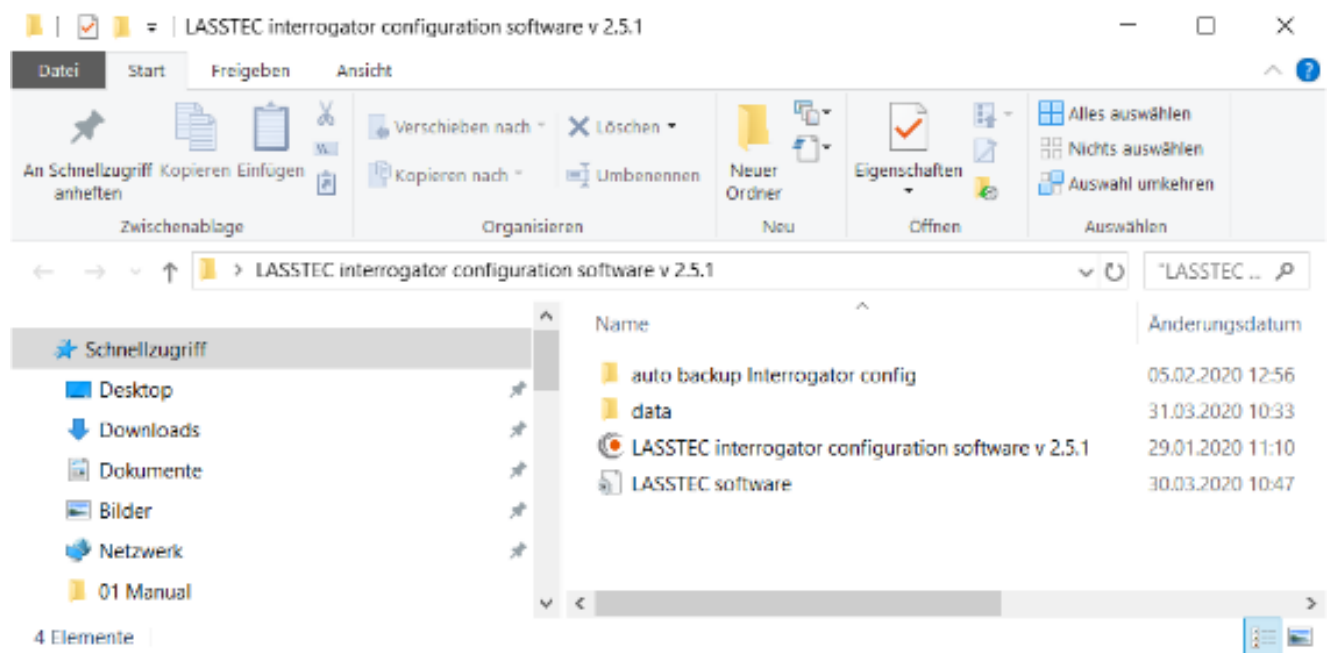 LASSTEC interrogator configuration software v 2.5.1
Datei Start Freigeben Ansicht
An Schnellzugriff anheften
Kopieren
Einfügen
Verschieben nach
Kopieren nach
Löschen
Umbenennen
Neuer Ordner
Eigenschaften
Alles auswählen
Nichts auswählen
Auswahl umkehren
Zwischenablage Organisieren Neu Öffnen Auswählen
> LASSTEC interrogator configuration software v 2.5.1
"LASSTEC ...
Name Änderungsdatum
Schnellzugriff
Desktop
Downloads
Dokumente
Bilder
Netzwerk
01 Manual
auto backup Interrogator config 05.02.2020 12:56
data 31.03.2020 10:33
LASSTEC interrogator configuration software v 2.5.1 29.01.2020 11:10
LASSTEC software 30.03.2020 10:47
4 Elemente